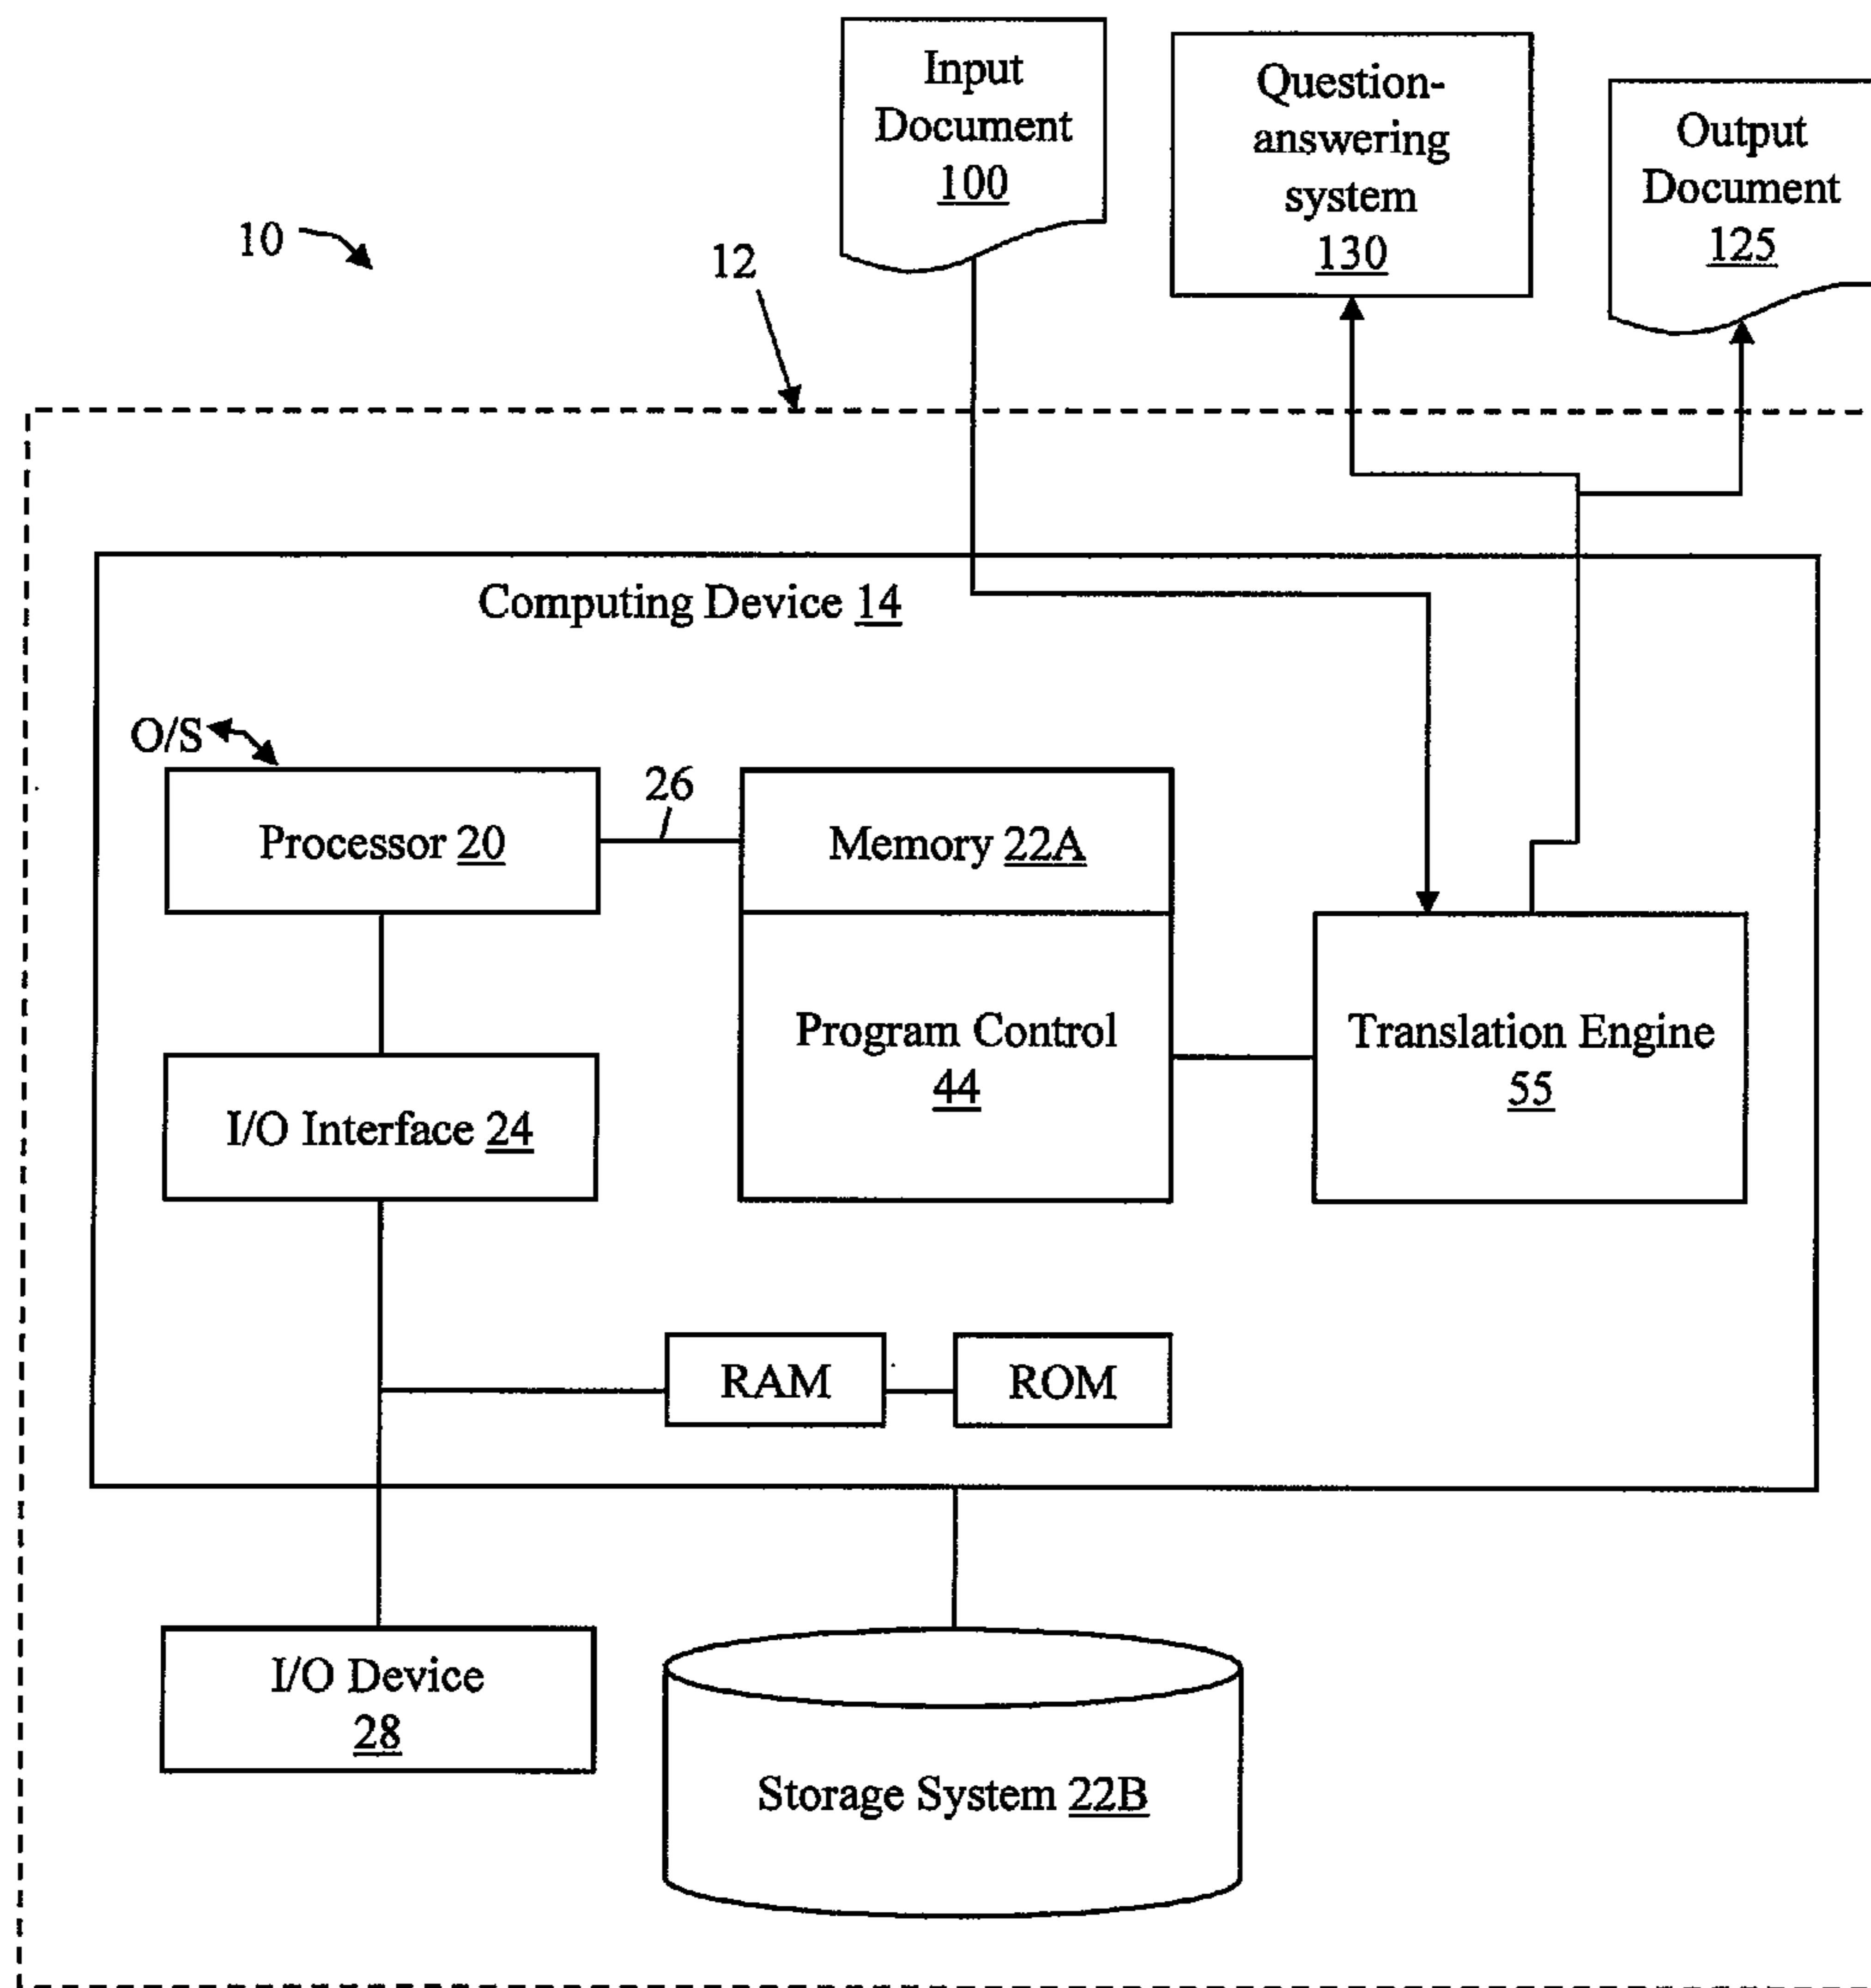 Input
Document
100
Question-
answering
system
130
Output
Document
125
10
12
Computing Device 14
O/S
26
Processor 20
Memory 22A
Program Control
44
Translation Engine
55
I/O Interface 24
RAM
ROM
I/O Device
28
Storage System 22B